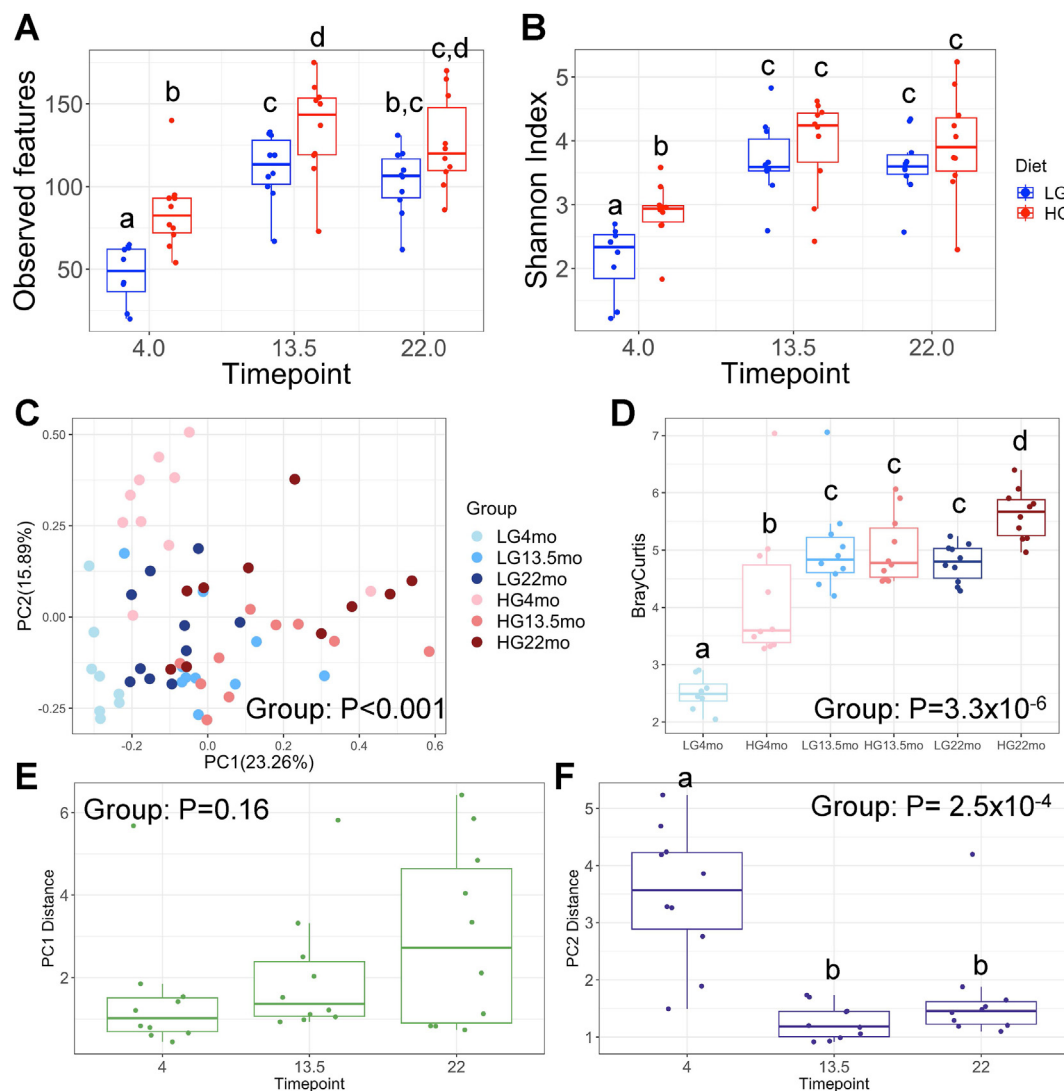 A
Observed features
150
100
50
a
b
c
d
b,c
c,d
4.0
13.5
22.0
Timepoint
B
Shannon Index
5
4
3
2
a
b
c
c
c
c
4.0
13.5
22.0
Timepoint
Diet
LG
HG
C
PC2(15.89%)
0.50
0.25
0.00
-0.25
-0.2
0.0
0.2
0.4
0.6
PC1(23.26%)
Group: P<0.001
Group
LG4mo
LG13.5mo
LG22mo
HG4mo
HG13.5mo
HG22mo
D
BrayCurtis
7
6
5
4
3
2
a
b
c
c
c
d
Group: P=3.3x10-6
LG4mo
HG4mo
LG13.5mo
HG13.5mo
LG22mo
HG22mo
E
Group: P=0.16
PC1 Distance
6
4
2
4
13.5
22
Timepoint
F
Group: P= 2.5x10-4
PC2 Distance
5
4
3
2
1
a
b
b
4
13.5
22
Timepoint